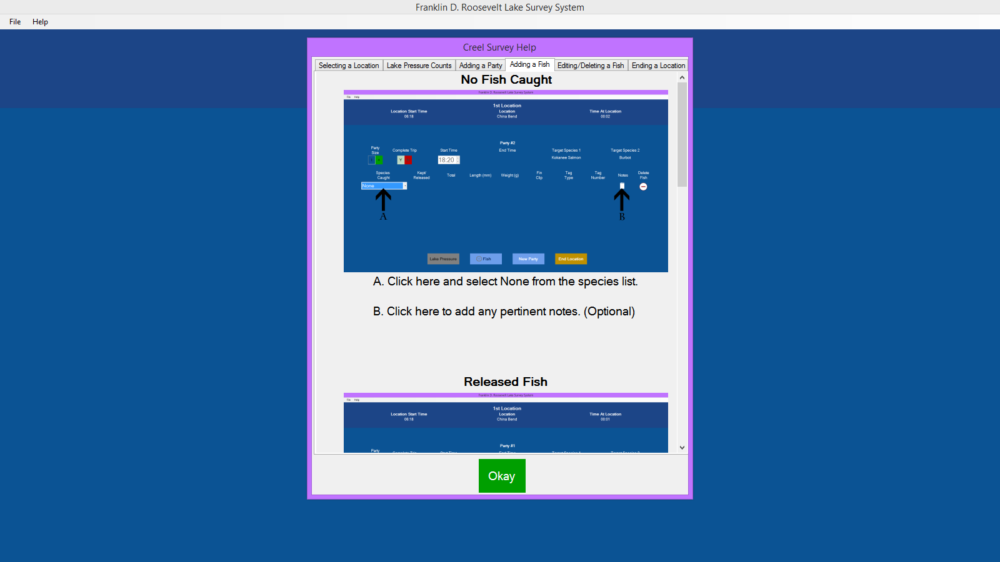 Franklin D. Roosevelt Lake Survey System
File Help
Creel Survey Help
Selecting a Location Lake Pressure Counts Adding a Party Adding a Fish Editing/Deleting a Fish Ending a Location
No Fish Caught
Franklin D. Roosevelt Lake Survey System
File Help
1st Location
Location Start Time Location Time At Location
06:18 China Bend 00:02
Party #2
Party Size Complete Trip Start Time End Time Target Species 1 Target Species 2
Y 18:20 Kokanee Salmon Burbot
Species Caught Kept/ Released Total Length (mm) Weight (g) Fin Clip Tag Type Tag Number Notes Delete Fish
None
A B
Lake Pressure Fish New Party End Location
A. Click here and select None from the species list.
B. Click here to add any pertinent notes. (Optional)
Released Fish
Franklin D. Roosevelt Lake Survey System
File Help
1st Location
Location Start Time Location Time At Location
06:18 China Bend 00:01
Party #1
Party
Okay